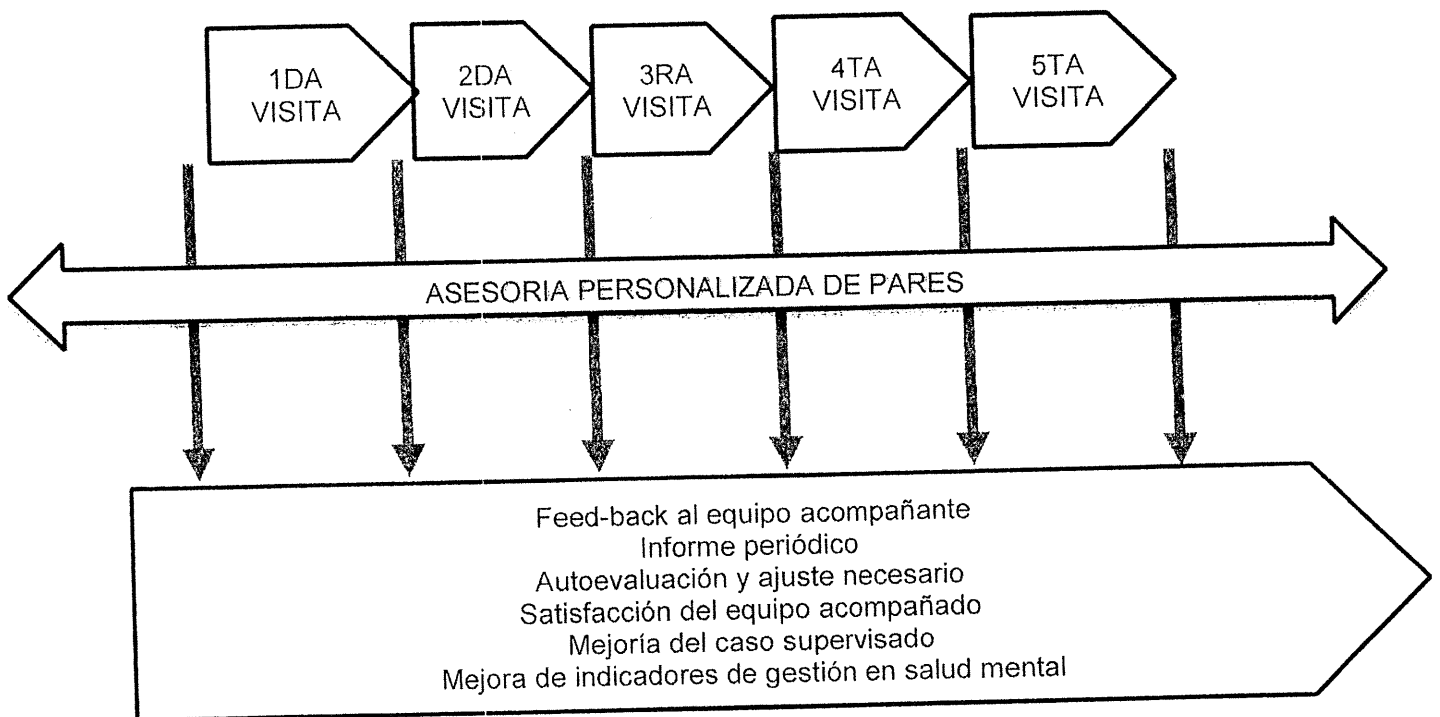 1DA
VISITA
2DA
VISITA
3RA
VISITA
4TA
VISITA
5TA
VISITA
ASESORIA PERSONALIZADA DE PARES
Feed-back al equipo acompañante
Informe periódico
Autoevaluación y ajuste necesario
Satisfacción del equipo acompañado
Mejoría del caso supervisado
Mejora de indicadores de gestión en salud mental